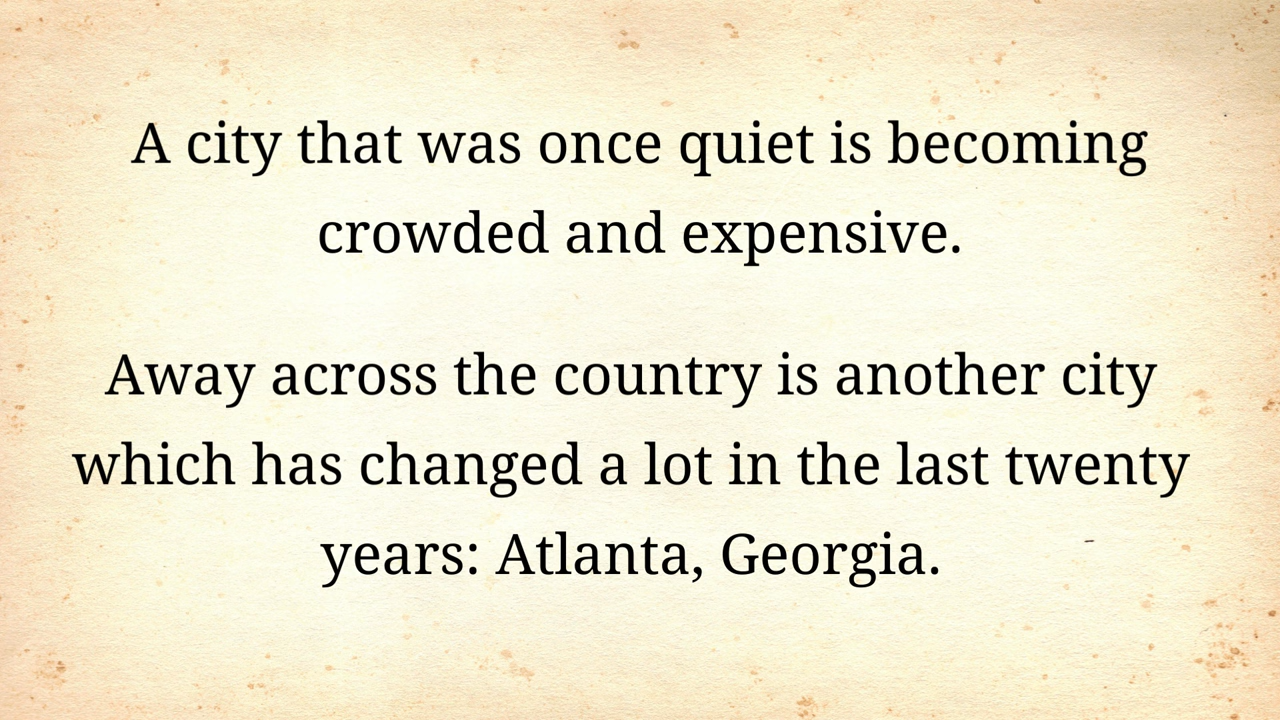 A city that was once quiet is becoming
crowded and expensive.
Away across the country is another city
which has changed a lot in the last twenty
years: Atlanta, Georgia.